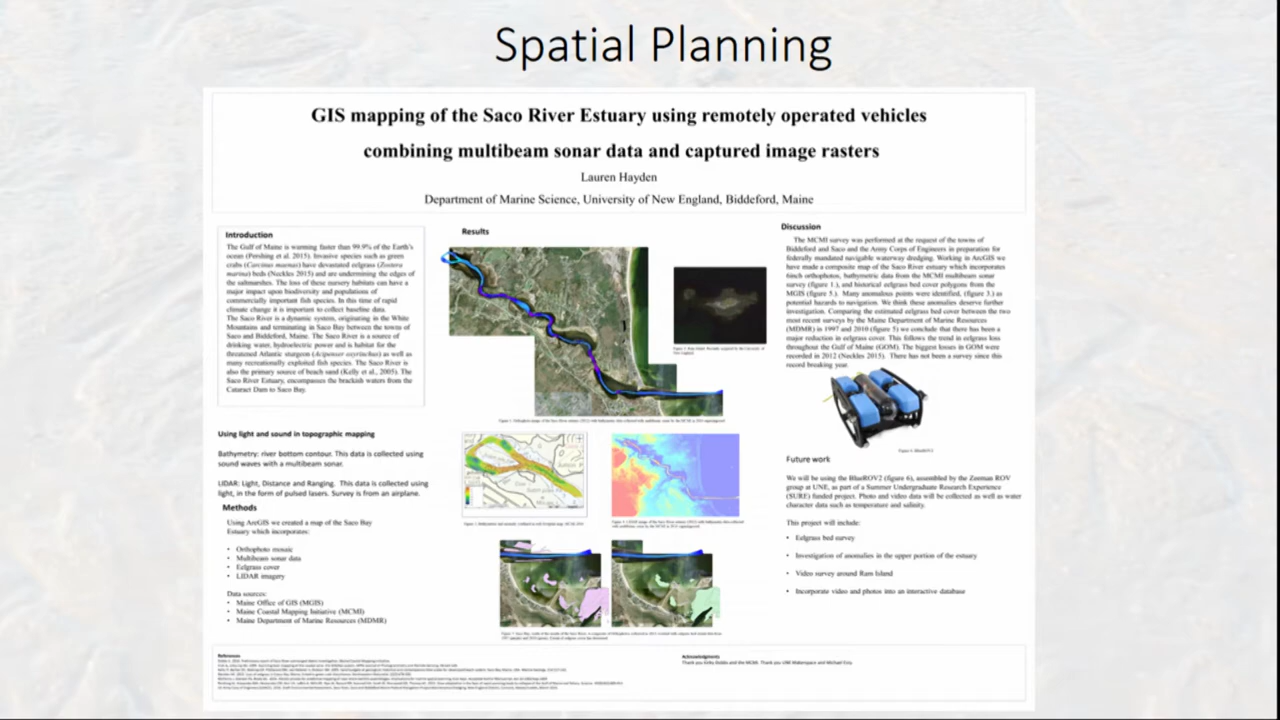 Spatial Planning
GIS mapping of the Saco River Estuary using remotely operated vehicles
combining multibeam sonar data and captured image rasters
Lauren Hayden
Department of Marine Science, University of New England, Biddeford, Maine
Introduction
The Gulf of Maine is warming faster than 99.9% of the Earth's
ocean (Pershing et al. 2015). Invasive species such as green
crabs (Carcinus maenas) have devastated eelgrass (Zostera
marina) beds (Neckles 2015) and are undermining the edges of
the saltmarshes. The loss of these nursery habitats can have a
major impact upon biodiversity and populations of
commercially important fish species. In this time of rapid
climate change it is important to collect baseline data.
The Saco River is a dynamic system, originating in the White
Mountains and terminating in Saco Bay between the towns of
Saco and Biddeford, Maine. The Saco River is a source of
drinking water, hydroelectric power and is habitat for the
threatened Atlantic sturgeon (Acipenser oxyrinchus) as well as
many recreationally exploited fish species. The Saco River is
also the primary source of beach sand (Kelly et al., 2005). The
Saco River Estuary, encompasses the brackish waters from the
Cataract Dam to Saco Bay.
Using light and sound in topographic mapping
Bathymetry: river bottom contour. This data is collected using
sound waves with a multibeam sonar.
LIDAR: Light, Distance and Ranging. This data is collected using
light, in the form of pulsed lasers. Survey is from an airplane.
Methods
Using ArcGIS we created a map of the Saco Bay
Estuary which incorporates:
• Orthophoto mosaic
• Multibeam sonar data
• Eelgrass cover
• LIDAR imagery
Data sources:
• Maine Office of GIS (MGIS)
• Maine Coastal Mapping Initiative (MCMI)
• Maine Department of Marine Resources (MDMR)
Results
Discussion
The MCMI survey was performed at the request of the towns of
Biddeford and Saco and the Army Corps of Engineers in preparation for
federally mandated navigable waterway dredging. Working in ArcGIS we
have made a composite map of the Saco River estuary which incorporates
6inch orthophotos, bathymetric data from the MCMI multibeam sonar
survey (figure 1.), and historical eelgrass bed cover polygons from the
MGIS (figure 5.). Many anomalous points were identified, (figure 3.) as
potential hazards to navigation. We think these anomalies deserve further
investigation. Comparing the estimated eelgrass bed cover between the two
most recent surveys by the Maine Department of Marine Resources
(MDMR) in 1997 and 2010 (figure 5) we conclude that there has been a
major reduction in eelgrass cover. This follows the trend in eelgrass loss
throughout the Gulf of Maine (GOM). The biggest losses in GOM were
recorded in 2012 (Neckles 2015). There has not been a survey since this
record breaking year.
Future work
We will be using the BlueROV2 (figure 6), assembled by the Zeeman ROV
group at UNE, as part of a Summer Undergraduate Research Experience
(SURE) funded project. Photo and video data will be collected as well as water
character data such as temperature and salinity.
This project will include:
• Eelgrass bed survey
• Investigation of anomalies in the upper portion of the estuary
• Video survey around Ram Island
• Incorporate video and photos into an interactive database
References
Acknowledgments